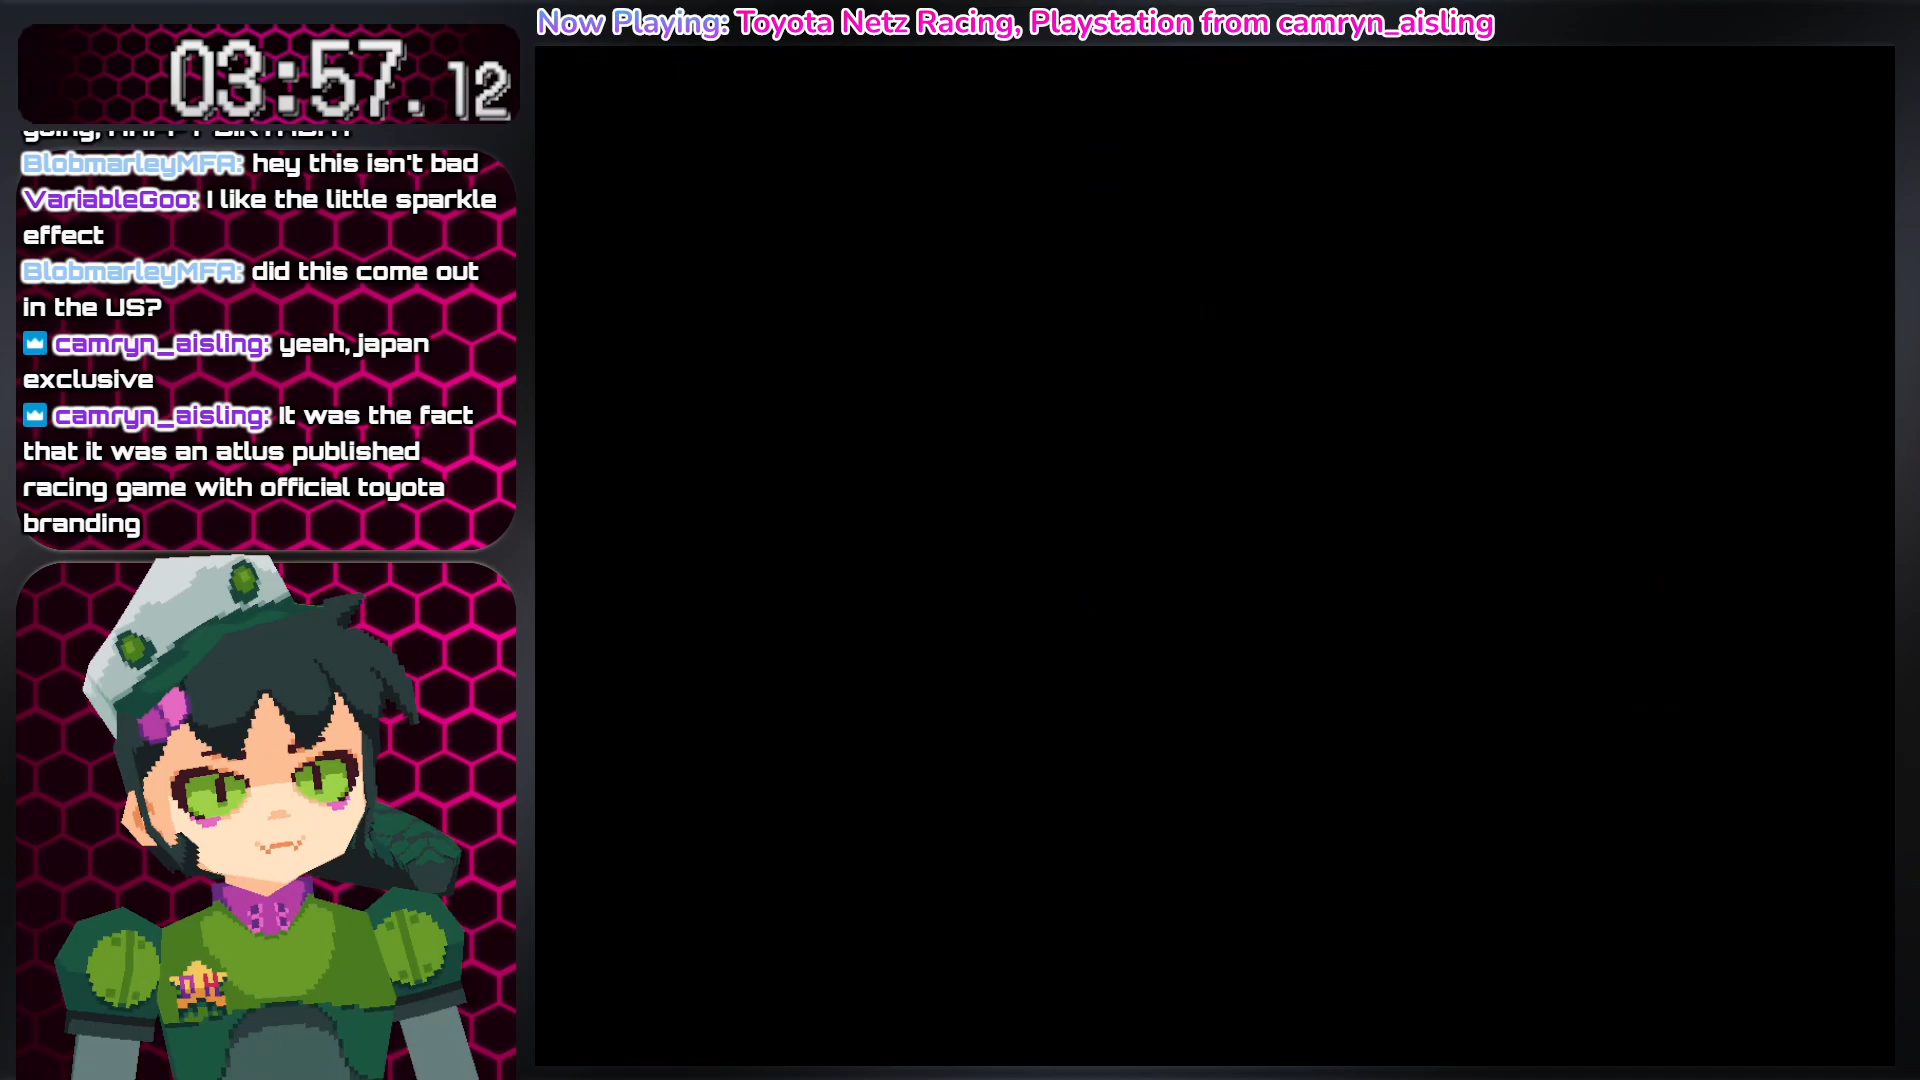 Now Playing: Toyota Netz Racing, Playstation from camryn_aisling
03:57.12
BlobmarleyMFR: hey this isn't bad
VariableGoo: I like the little sparkle
effect
BlobmarleyMFR: did this come out
in the US?
camryn_aisling: yeah, japan
exclusive
camryn_aisling: It was the fact
that it was an atlus published
racing game with official toyota
branding